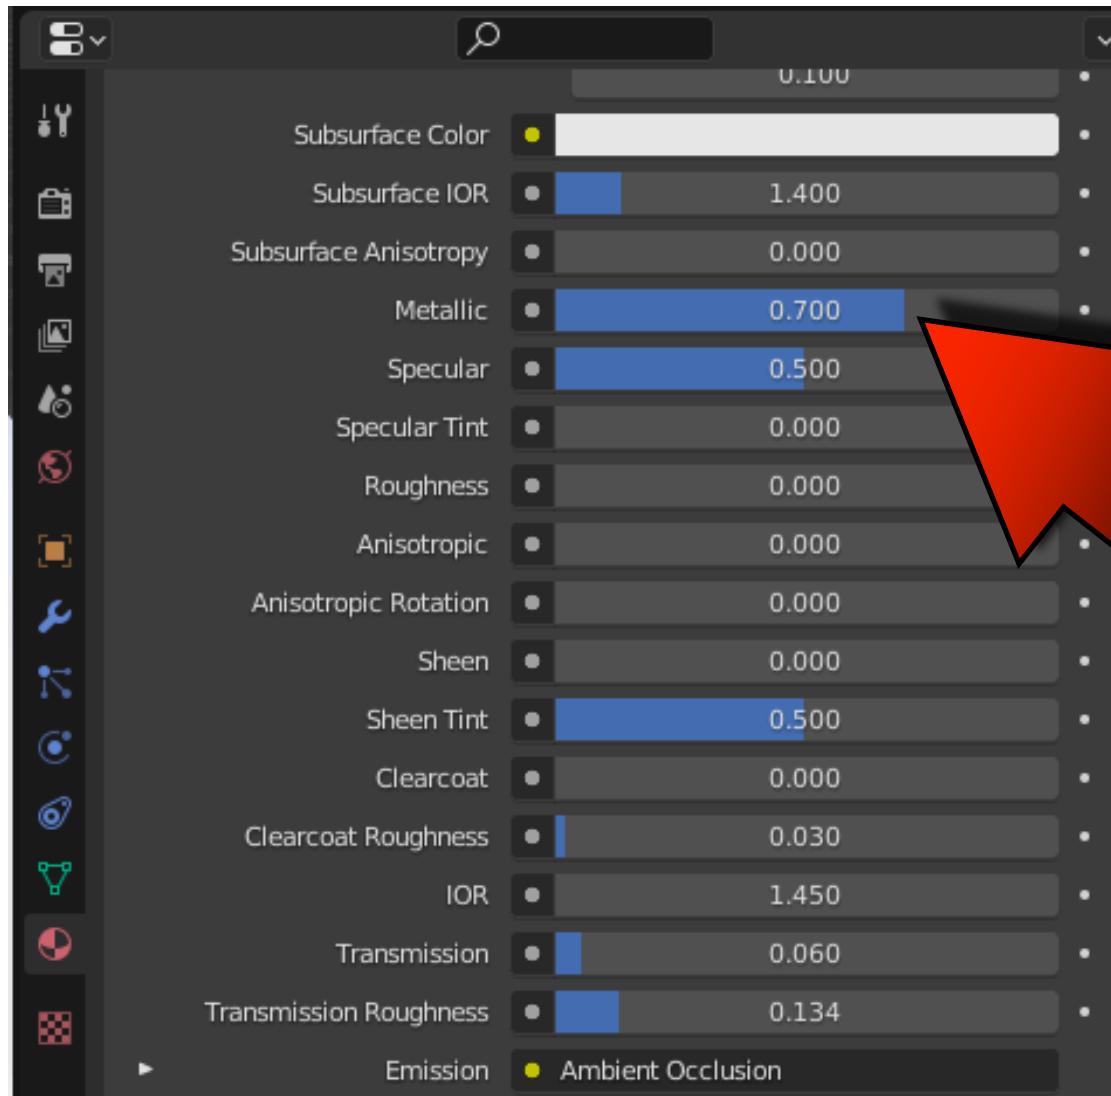 0.100
Subsurface Color
Subsurface IOR 1.400
Subsurface Anisotropy 0.000
Metallic 0.700
Specular 0.500
Specular Tint 0.000
Roughness 0.000
Anisotropic 0.000
Anisotropic Rotation 0.000
Sheen 0.000
Sheen Tint 0.500
Clearcoat 0.000
Clearcoat Roughness 0.030
IOR 1.450
Transmission 0.060
Transmission Roughness 0.134
Emission Ambient Occlusion